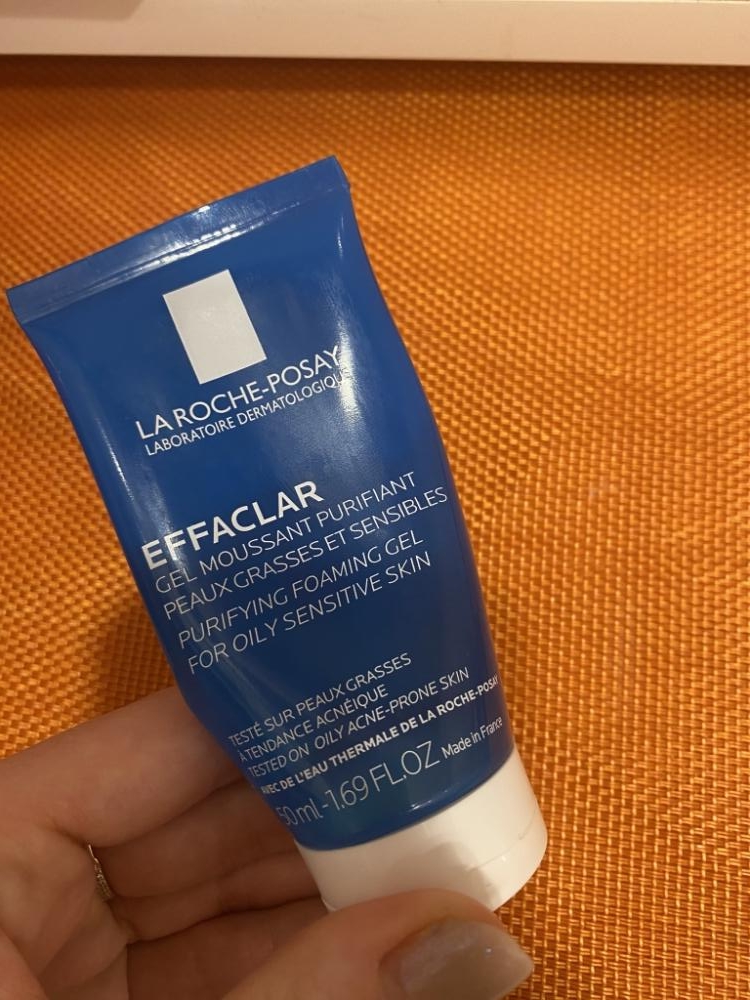 LA ROCHE-POSAY
LABORATOIRE DERMATOLOGIQUE
EFFACLAR
GEL MOUSSANT PURIFIANT
PEAUX GRASSES ET SENSIBLES
PURIFYING FOAMING GEL
FOR OILY SENSITIVE SKIN
TESTÉ SUR PEAUX GRASSES
À TENDANCE ACNÉIQUE
TESTED ON OILY ACNE-PRONE SKIN
AVEC DE L'EAU THERMALE DE LA ROCHE-POSAY
50 ml - 1.69 FL.OZ Made in France